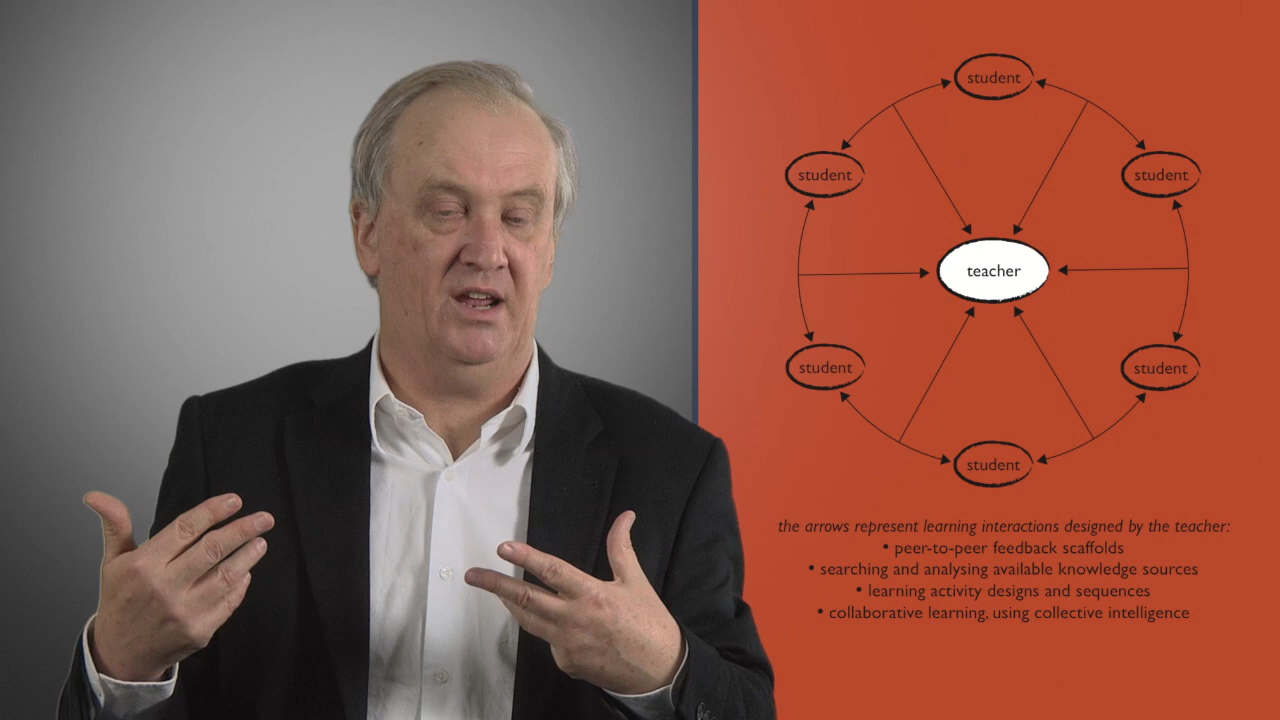 student
student
student
teacher
student
student
student
the arrows represent learning interactions designed by the teacher:
• peer-to-peer feedback scaffolds
• searching and analysing available knowledge sources
• learning activity designs and sequences
• collaborative learning, using collective intelligence